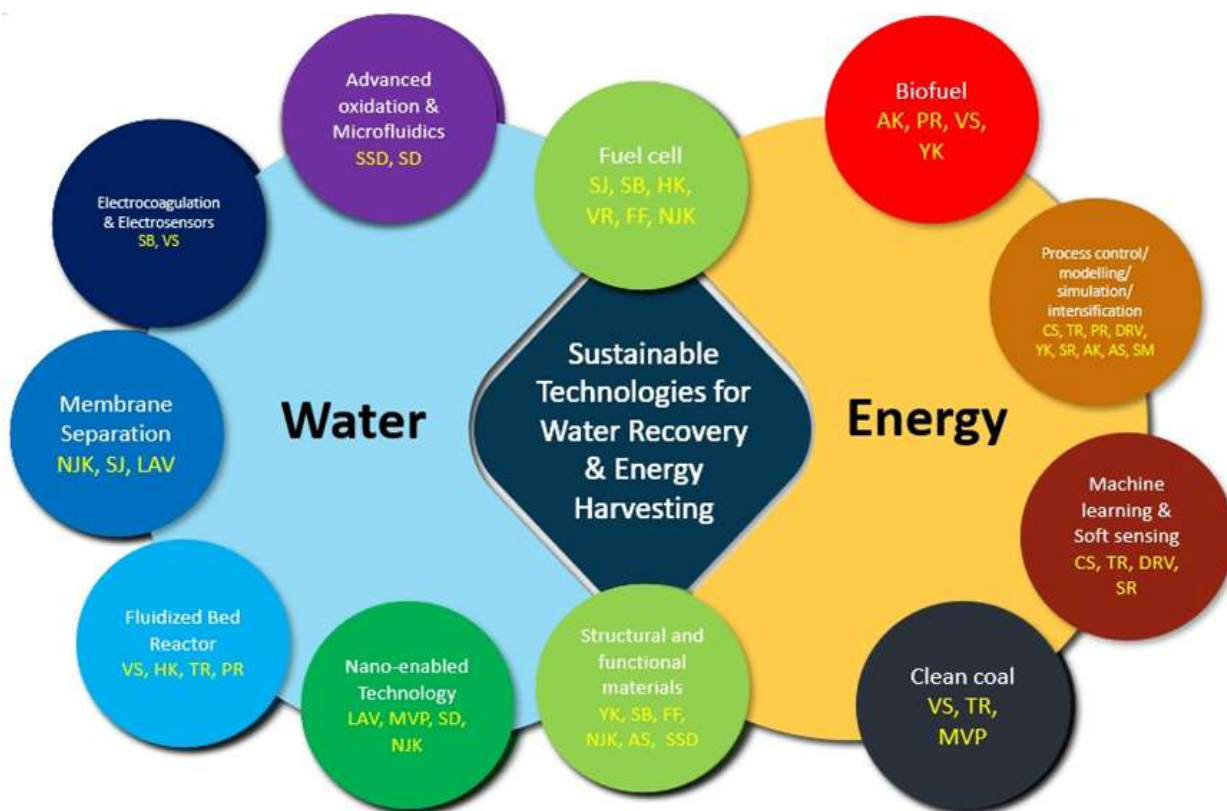 Advanced
oxidation &
Microfluidics
SSD, SD
Fuel cell
SJ, SB, HK,
VR, FF, NJK
Biofuel
AK, PR, VS,
YK
Electrocoagulation
& Electrosensors
SB, VS
Process control/
modelling/
simulation/
intensification
CS, TR, PR, DRV,
YK, SR, AK, AS, SM
Membrane
Separation
NJK, SJ, LAV
Water
Sustainable
Technologies for
Water Recovery
& Energy
Harvesting
Energy
Machine
learning &
Soft sensing
CS, TR, DRV,
SR
Fluidized Bed
Reactor
VS, HK, TR, PR
Nano-enabled
Technology
LAV, MVP, SD,
NJK
Structural and
functional
materials
YK, SB, FF,
NJK, AS, SSD
Clean coal
VS, TR,
MVP